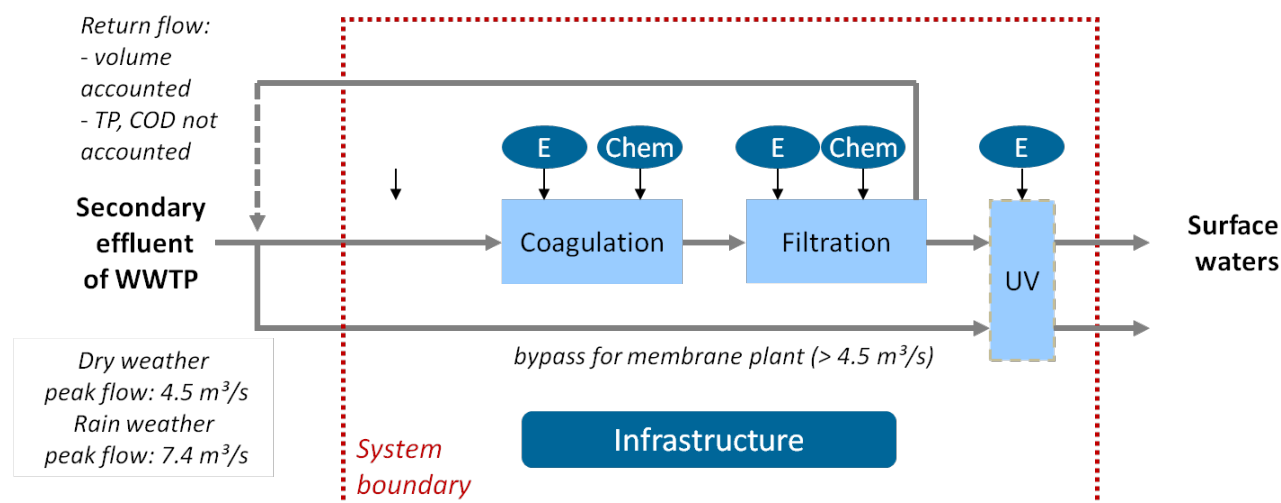 Return flow:
- volume
accounted
- TP, COD not
accounted
E
Chem
E
Chem
E
Secondary
effluent
of WWTP
Coagulation
Filtration
UV
Surface
waters
bypass for membrane plant (> 4.5 m³/s)
Dry weather
peak flow: 4.5 m³/s
Rain weather
peak flow: 7.4 m³/s
Infrastructure
System
boundary